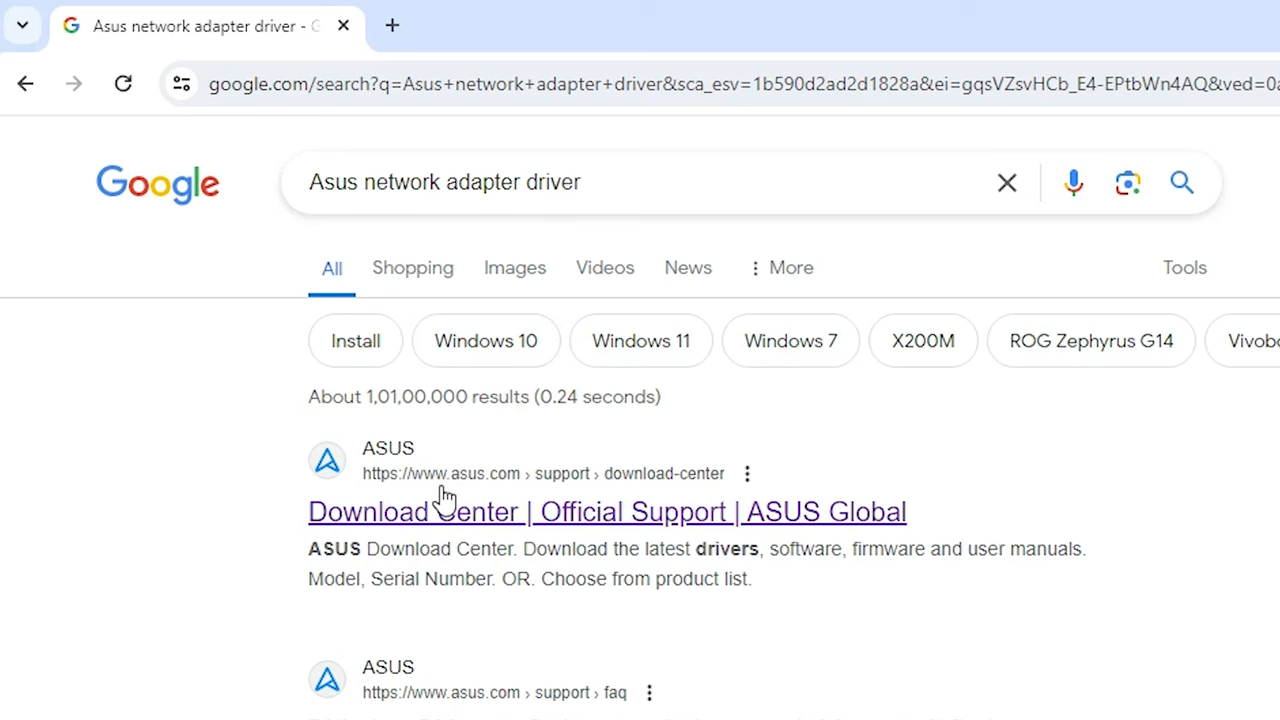 Asus network adapter driver - G
google.com/search?q=Asus+network+adapter+driver&sca_esv=1b590d2ad2d1828a&ei=gqsVZsvHCb_E4-EPtbWn4AQ&ved=0a
Google
Asus network adapter driver
All Shopping Images Videos News More Tools
Install Windows 10 Windows 11 Windows 7 X200M ROG Zephyrus G14 Vivobo
About 1,01,00,000 results (0.24 seconds)
ASUS
https://www.asus.com › support › download-center
Download Center | Official Support | ASUS Global
ASUS Download Center. Download the latest drivers, software, firmware and user manuals.
Model, Serial Number. OR. Choose from product list.
ASUS
https://www.asus.com › support › faq